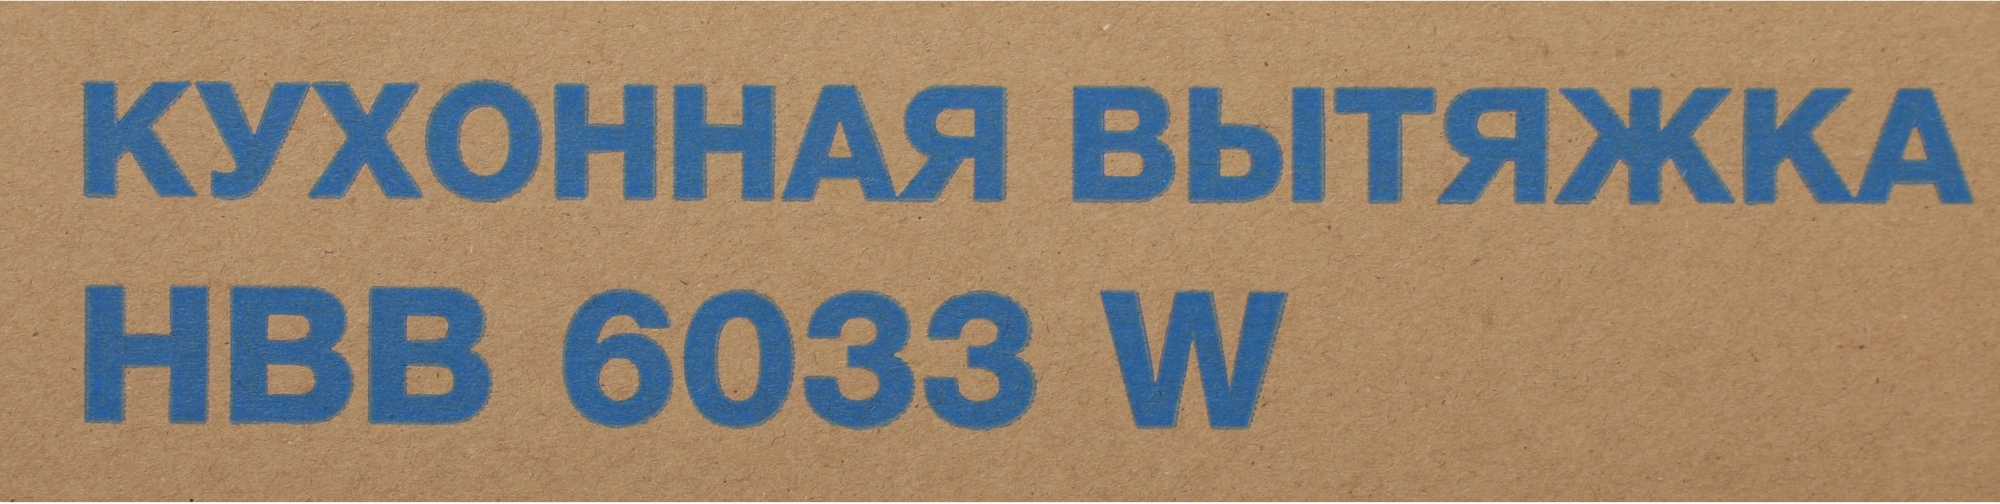 КУХОННАЯ ВЫТЯЖКА
HBB 6033 W